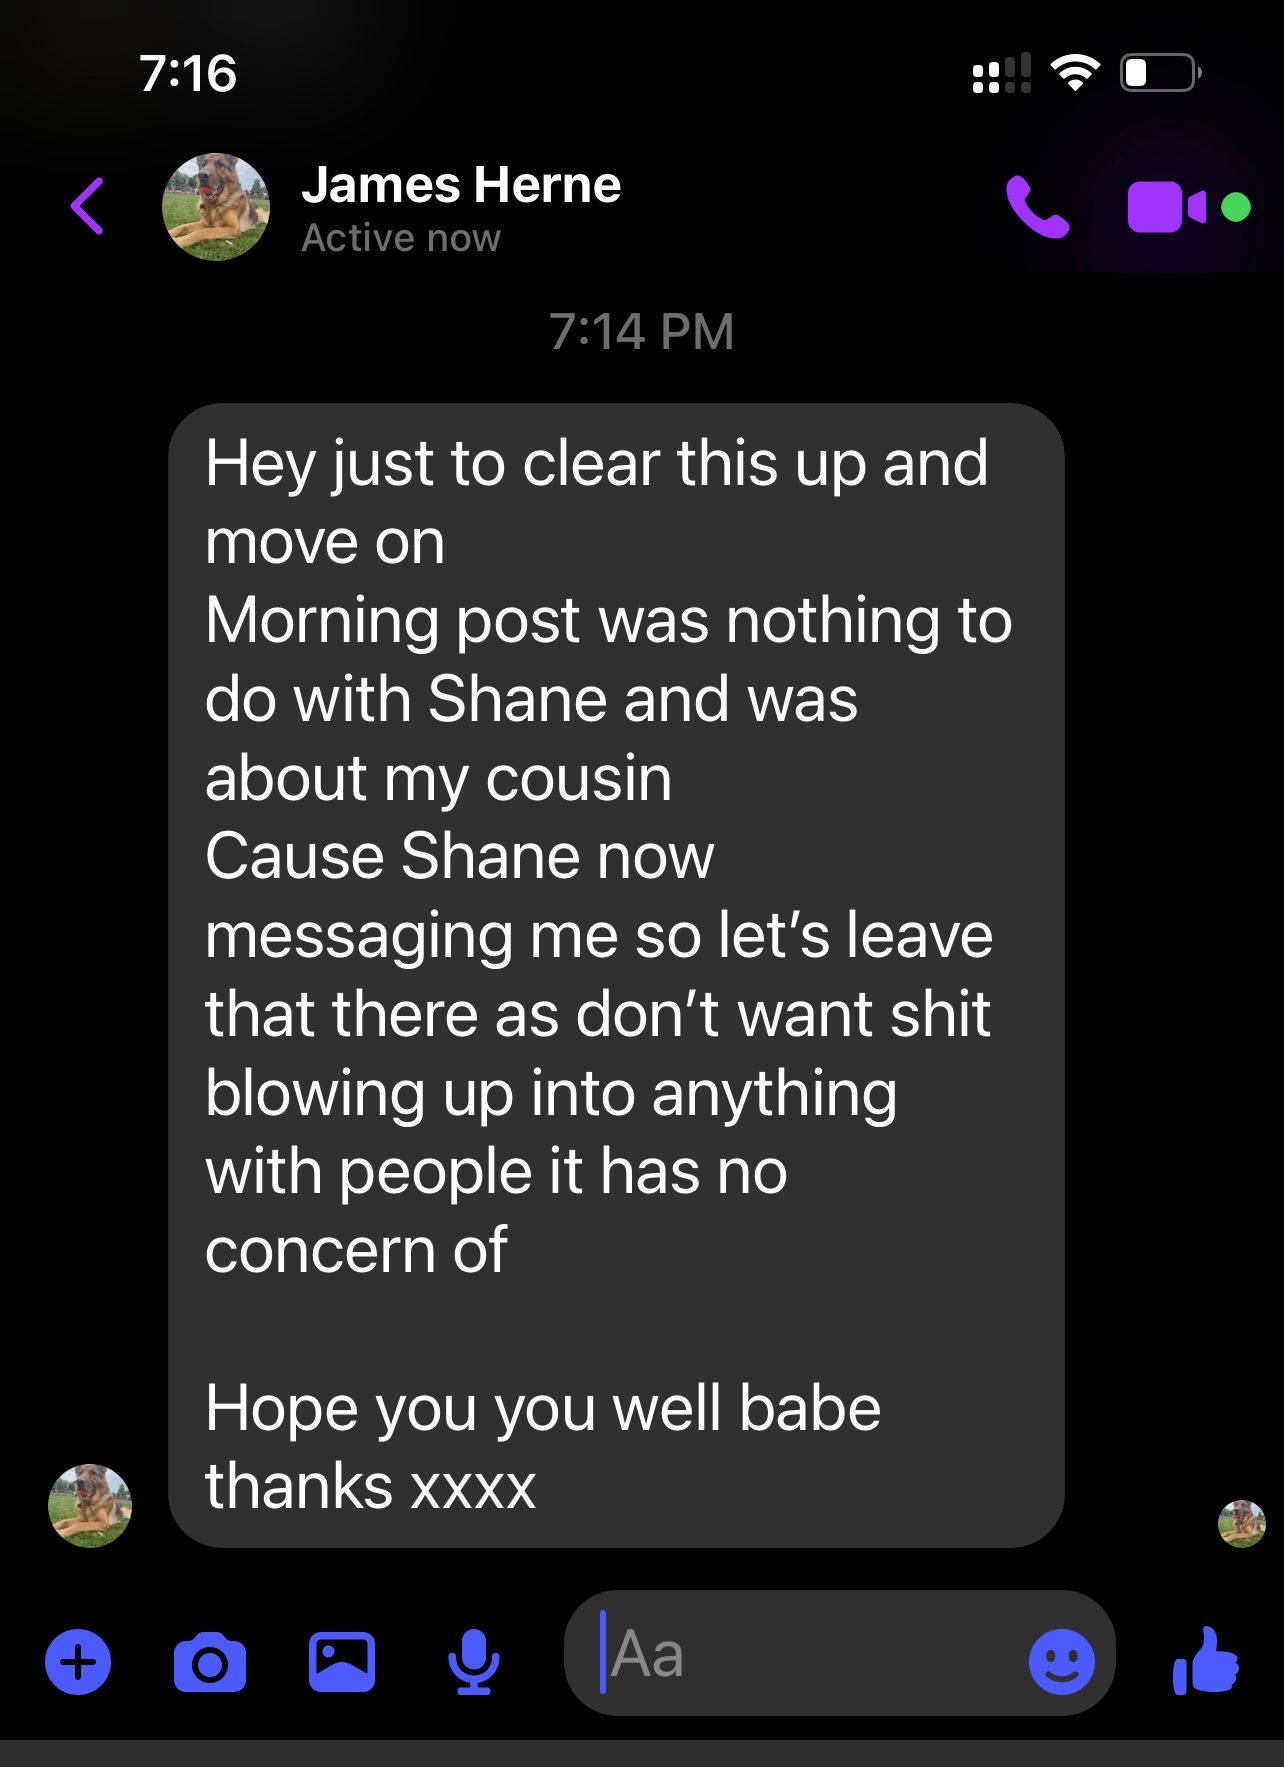 7:16
James Herne
Active now
7:14 PM
Hey just to clear this up and
move on
Morning post was nothing to
do with Shane and was
about my cousin
Cause Shane now
messaging me so let’s leave
that there as don’t want shit
blowing up into anything
with people it has no
concern of

Hope you you well babe
thanks xxxx
Aa